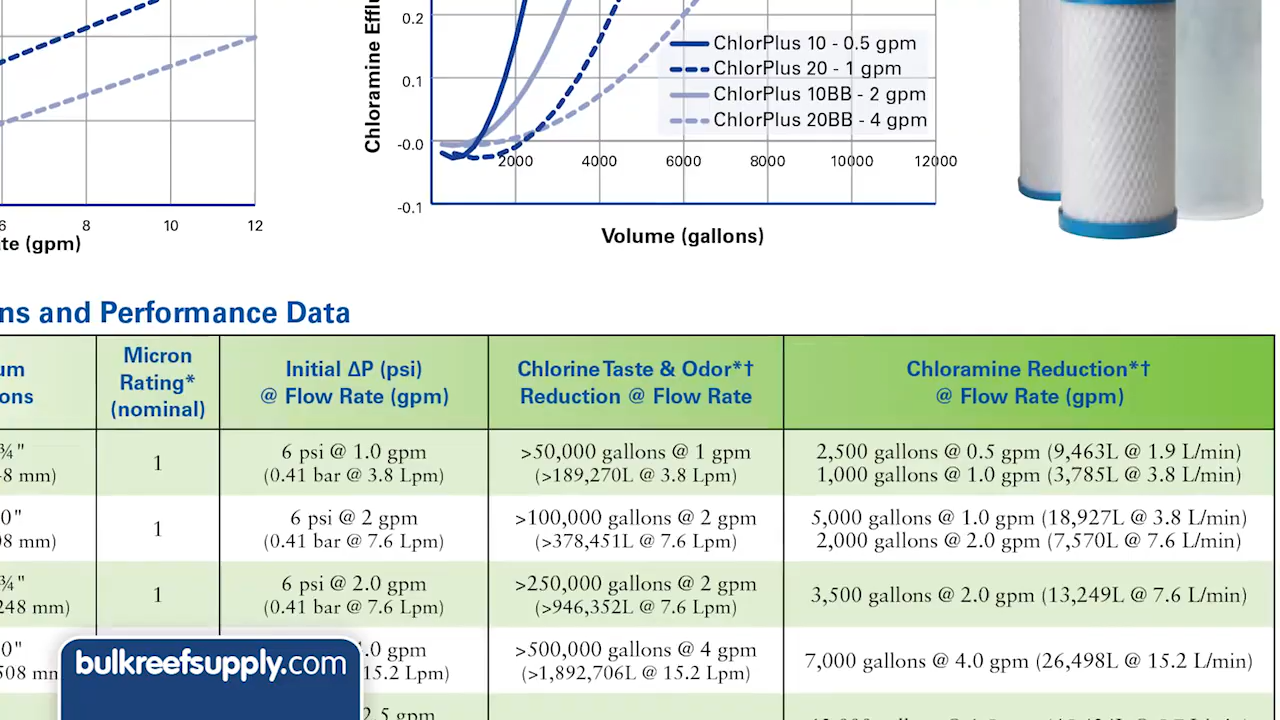 0.2
0.1
-0.0
-0.1
2000
4000
6000
8000
10000
12000
Chloramine
Volume (gallons)
ChlorPlus 10 - 0.5 gpm
ChlorPlus 20 - 1 gpm
ChlorPlus 10BB - 2 gpm
ChlorPlus 20BB - 4 gpm
6
8
10
12
(gpm)
and Performance Data
Micron
Rating*
(nominal)
Initial ΔP (psi)
@ Flow Rate (gpm)
Chlorine Taste & Odor*†
Reduction @ Flow Rate
Chloramine Reduction*†
@ Flow Rate (gpm)
1
6 psi @ 1.0 gpm
(0.41 bar @ 3.8 Lpm)
>50,000 gallons @ 1 gpm
(>189,270L @ 3.8 Lpm)
2,500 gallons @ 0.5 gpm (9,463L @ 1.9 L/min)
1,000 gallons @ 1.0 gpm (3,785L @ 3.8 L/min)
1
6 psi @ 2 gpm
(0.41 bar @ 7.6 Lpm)
>100,000 gallons @ 2 gpm
(>378,451L @ 7.6 Lpm)
5,000 gallons @ 1.0 gpm (18,927L @ 3.8 L/min)
2,000 gallons @ 2.0 gpm (7,570L @ 7.6 L/min)
248 mm)
1
6 psi @ 2.0 gpm
(0.41 bar @ 7.6 Lpm)
>250,000 gallons @ 2 gpm
(>946,352L @ 7.6 Lpm)
3,500 gallons @ 2.0 gpm (13,249L @ 7.6 L/min)
gpm
15.2 Lpm)
>500,000 gallons @ 4 gpm
(>1,892,706L @ 15.2 Lpm)
7,000 gallons @ 4.0 gpm (26,498L @ 15.2 L/min)
gpm
bulkreefsupply.com